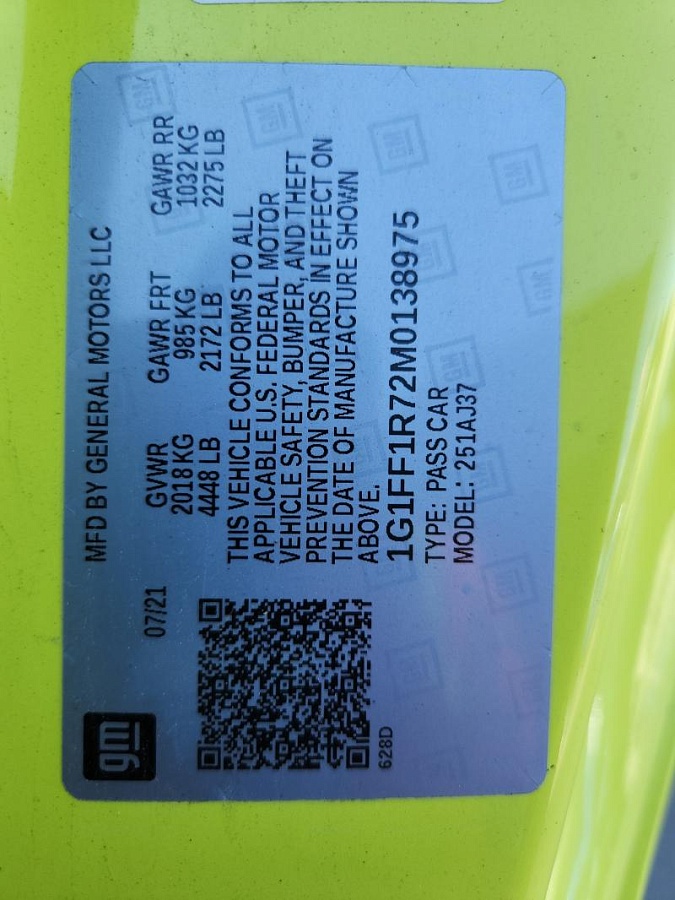 gm
MFD BY GENERAL MOTORS LLC
07/21
GVWR GAWR FRT GAWR RR
2018 KG 985 KG 1032 KG
4448 LB 2172 LB 2275 LB
THIS VEHICLE CONFORMS TO ALL
APPLICABLE U.S. FEDERAL MOTOR
VEHICLE SAFETY, BUMPER, AND THEFT
PREVENTION STANDARDS IN EFFECT ON
THE DATE OF MANUFACTURE SHOWN
ABOVE.
1G1FF1R72M0138975
TYPE: PASS CAR
MODEL: 251AJ37
628D